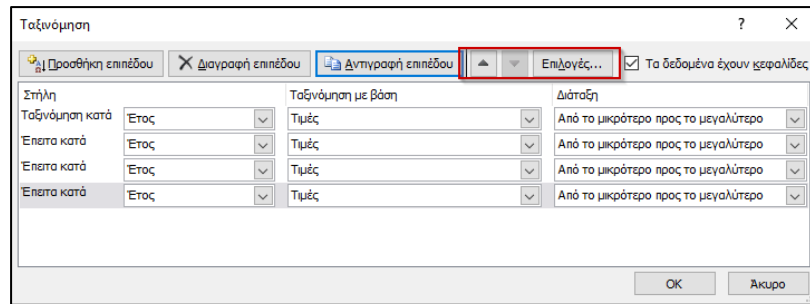 Ταξινόμηση
Προσθήκη επιπέδου Διαγραφή επιπέδου Αντιγραφή επιπέδου Επιλογές... Τα δεδομένα έχουν κεφαλίδες
Στήλη Ταξινόμηση με βάση Διάταξη
Ταξινόμηση κατά Έτος Τιμές Από το μικρότερο προς το μεγαλύτερο
Έπειτα κατά Έτος Τιμές Από το μικρότερο προς το μεγαλύτερο
Έπειτα κατά Έτος Τιμές Από το μικρότερο προς το μεγαλύτερο
Έπειτα κατά Έτος Τιμές Από το μικρότερο προς το μεγαλύτερο
OK Άκυρο